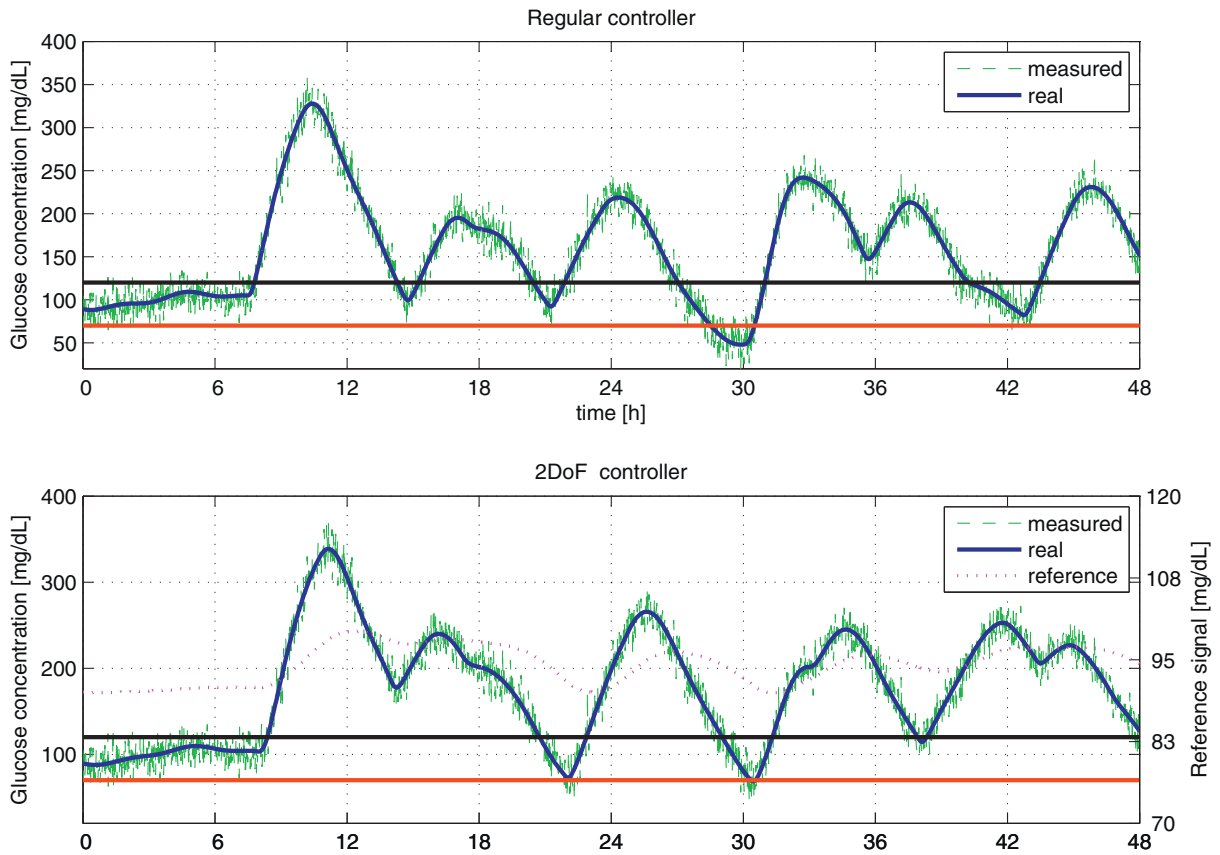 Regular controller
Glucose concentration [mg/dL]
400
350
300
250
200
150
100
50
measured
real
0 6 12 18 24 30 36 42 48
time [h]
2DoF controller
Glucose concentration [mg/dL]
400
300
200
100
measured
real
reference
120
108
95
83
70
Reference signal [mg/dL]
0 6 12 18 24 30 36 42 48